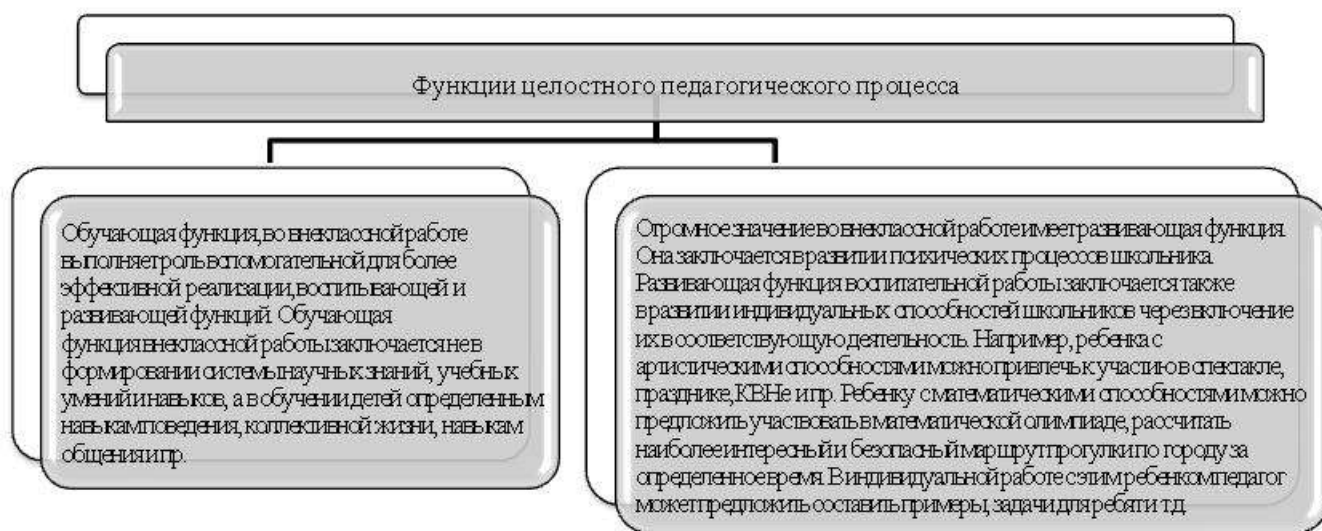 Функции целостного педагогического процесса
Обучающая функция, во внеклассной работе
выполняет роль вспомогательной для более
эффективной реализации, воспитывающей и
развивающей функций. Обучающая
функция внеклассной работы заключается не в
формировании системы научных знаний, учебных
умений и навыков, а в обучении детей определенным
навыкам поведения, коллективной жизни, навыкам
общения и пр.
Огромное значение во внеклассной работе имеет развивающая функция.
Она заключается в развитии психических процессов школьника.
Развивающая функция воспитательной работы заключается также
в развитии индивидуальных способностей школьников через включение
их в соответствующую деятельность. Например, ребенка с
артистическими способностями можно привлечь к участию в спектакле,
празднике, КВНе и пр. Ребенку с математическими способностями можно
предложить участвовать в математической олимпиаде, рассчитать
наиболее интересный и безопасный маршрут прогулки по городу за
определенное время. В индивидуальной работе с этим ребенком педагог
может предложить составить примеры, задачи для ребят и т.д.